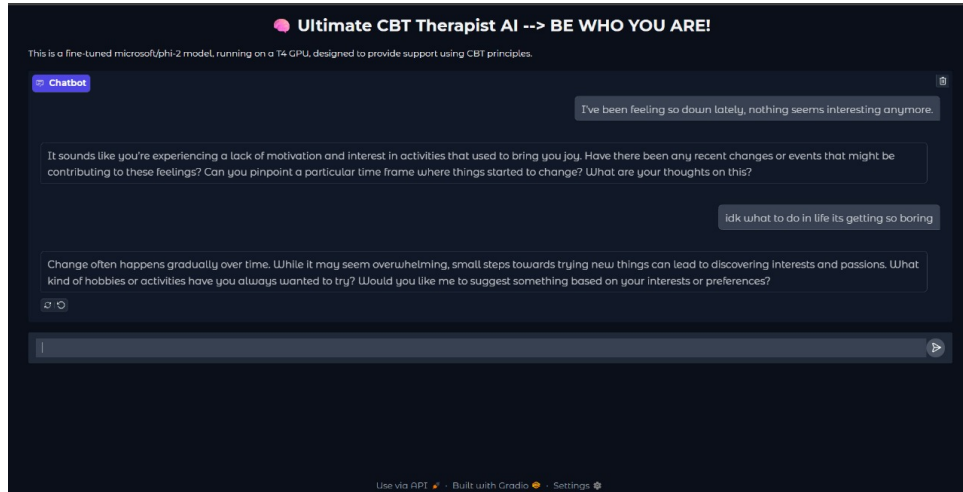 🧠 Ultimate CBT Therapist AI --> BE WHO YOU ARE!
This is a fine-tuned microsoft/phi-2 model, running on a T4 GPU, designed to provide support using CBT principles.
Chatbot
I've been feeling so down lately, nothing seems interesting anymore.
It sounds like you're experiencing a lack of motivation and interest in activities that used to bring you joy. Have there been any recent changes or events that might be
contributing to these feelings? Can you pinpoint a particular time frame where things started to change? What are your thoughts on this?
idk what to do in life its getting so boring
Change often happens gradually over time. While it may seem overwhelming, small steps towards trying new things can lead to discovering interests and passions. What
kind of hobbies or activities have you always wanted to try? Would you like me to suggest something based on your interests or preferences?
Use via API 🚀 · Built with Gradio · Settings ⚙